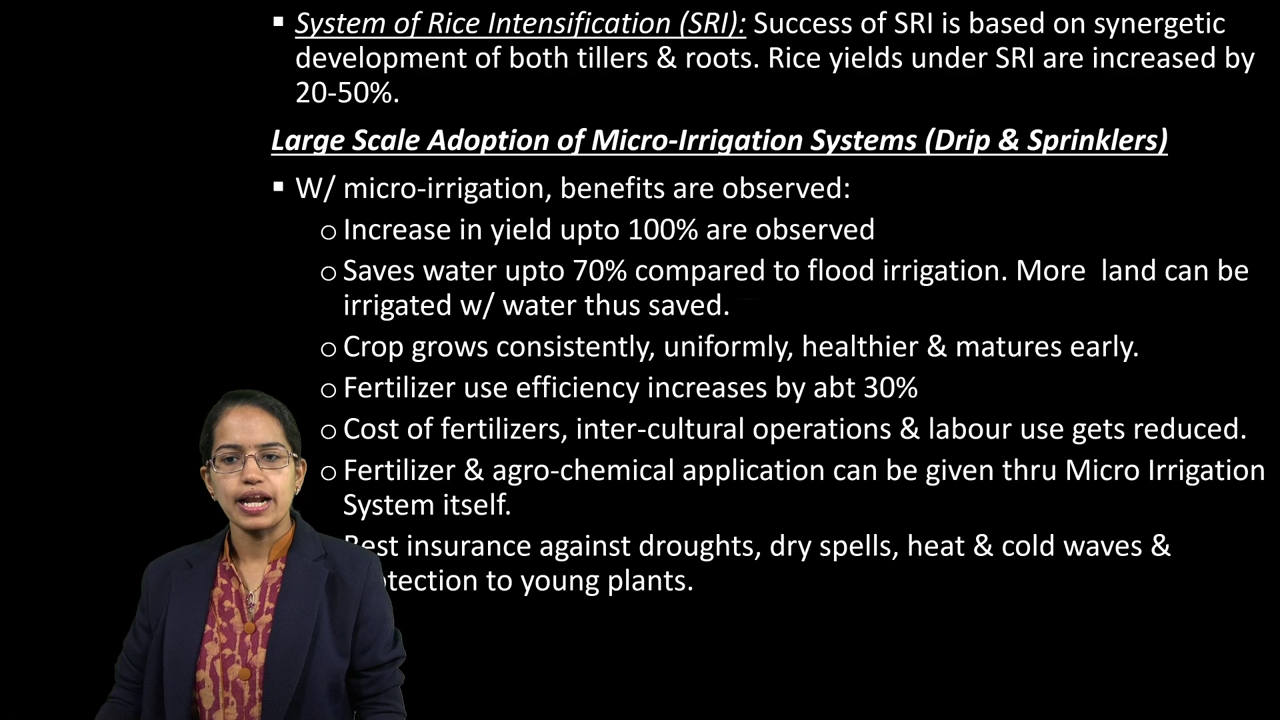 ▪ System of Rice Intensification (SRI): Success of SRI is based on synergetic
development of both tillers & roots. Rice yields under SRI are increased by
20-50%.
Large Scale Adoption of Micro-Irrigation Systems (Drip & Sprinklers)
▪ W/ micro-irrigation, benefits are observed:
o Increase in yield upto 100% are observed
o Saves water upto 70% compared to flood irrigation. More land can be
irrigated w/ water thus saved.
o Crop grows consistently, uniformly, healthier & matures early.
o Fertilizer use efficiency increases by abt 30%
o Cost of fertilizers, inter-cultural operations & labour use gets reduced.
o Fertilizer & agro-chemical application can be given thru Micro Irrigation
System itself.
Best insurance against droughts, dry spells, heat & cold waves &
to young plants.